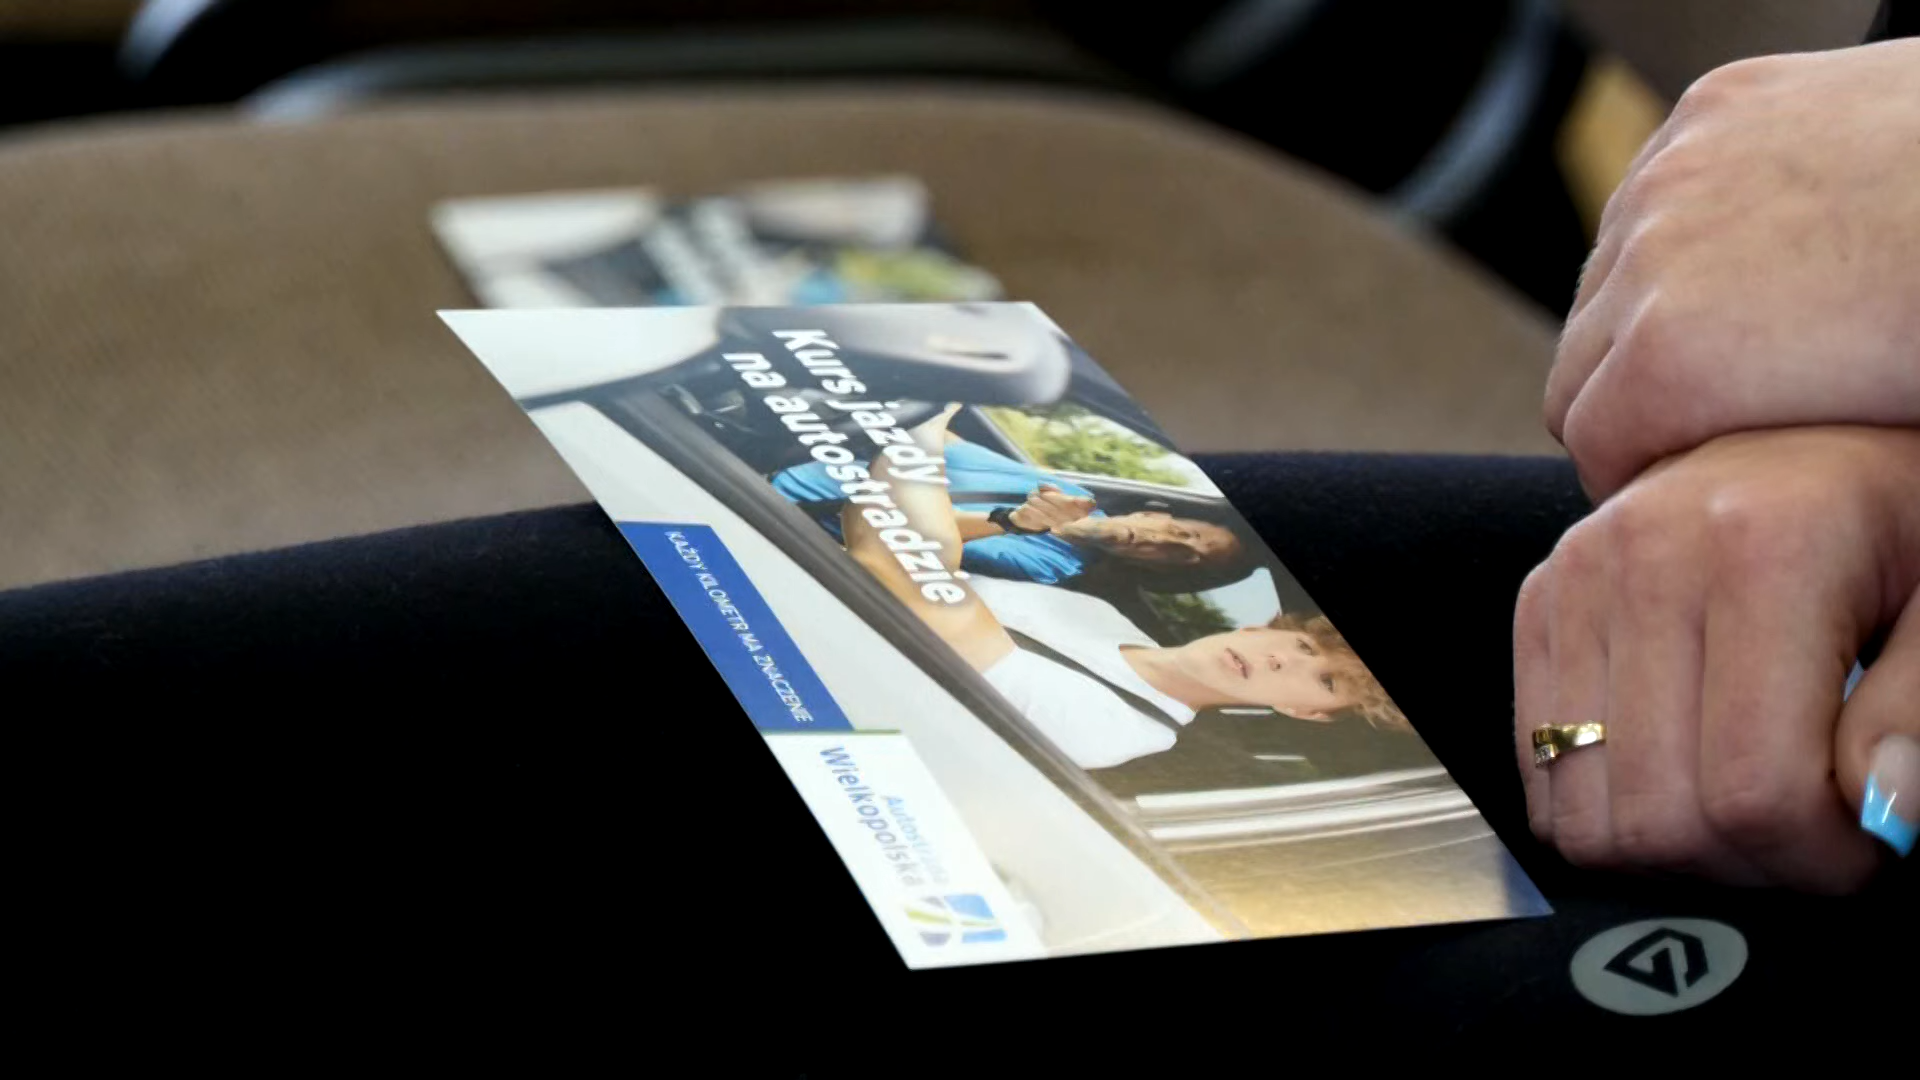 Kurs jazdy
na autostradzie
KAŻDY KILOMETR MA ZNACZENIE
Autostrada
Wielkopolska